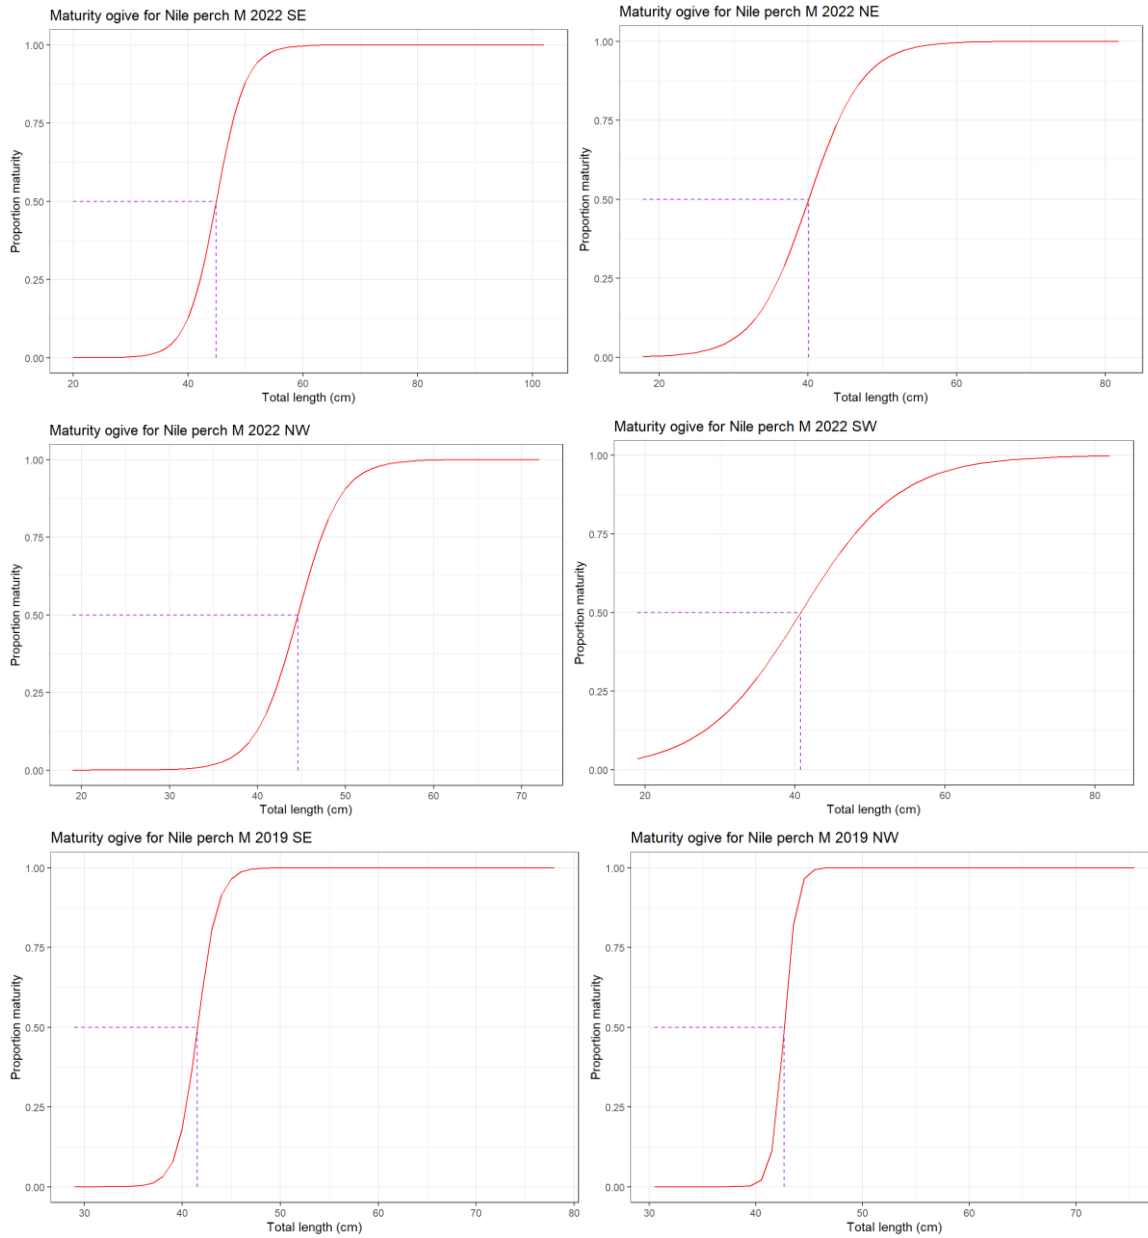 Maturity ogive for Nile perch M 2022 SE
1.00
0.75
0.50
0.25
0.00
Proportion maturity
20 40 60 80 100
Total length (cm)
Maturity ogive for Nile perch M 2022 NE
1.00
0.75
0.50
0.25
0.00
Proportion maturity
20 40 60 80
Total length (cm)
Maturity ogive for Nile perch M 2022 NW
1.00
0.75
0.50
0.25
0.00
Proportion maturity
20 30 40 50 60 70
Total length (cm)
Maturity ogive for Nile perch M 2022 SW
1.00
0.75
0.50
0.25
0.00
Proportion maturity
20 40 60 80
Total length (cm)
Maturity ogive for Nile perch M 2019 SE
1.00
0.75
0.50
0.25
0.00
Proportion maturity
30 40 50 60 70 80
Total length (cm)
Maturity ogive for Nile perch M 2019 NW
1.00
0.75
0.50
0.25
0.00
Proportion maturity
30 40 50 60 70
Total length (cm)